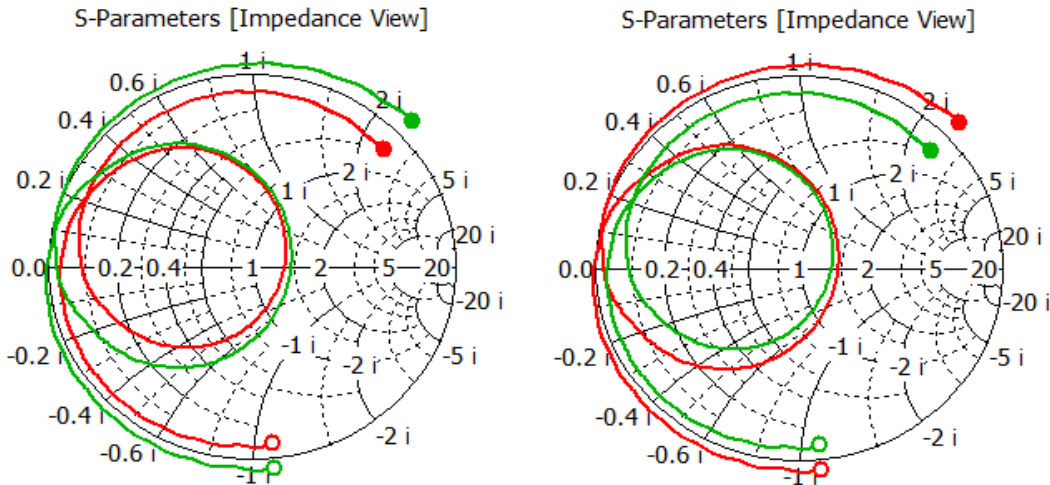 S-Parameters [Impedance View]
1 i
0.6 i
2 i
0.4 i
0.2 i
1 i
2 i
5 i
20 i
0.0
0.2
0.4
1
2
5
20
-20 i
-0.2 i
-1 i
-2 i
-5 i
-0.4 i
-0.6 i
-2 i
-1 i
S-Parameters [Impedance View]
1 i
0.6 i
2 i
0.4 i
0.2 i
1 i
2 i
5 i
20 i
0.0
0.2
0.4
1
2
5
20
-20 i
-0.2 i
-1 i
-2 i
-5 i
-0.4 i
-0.6 i
-2 i
-1 i